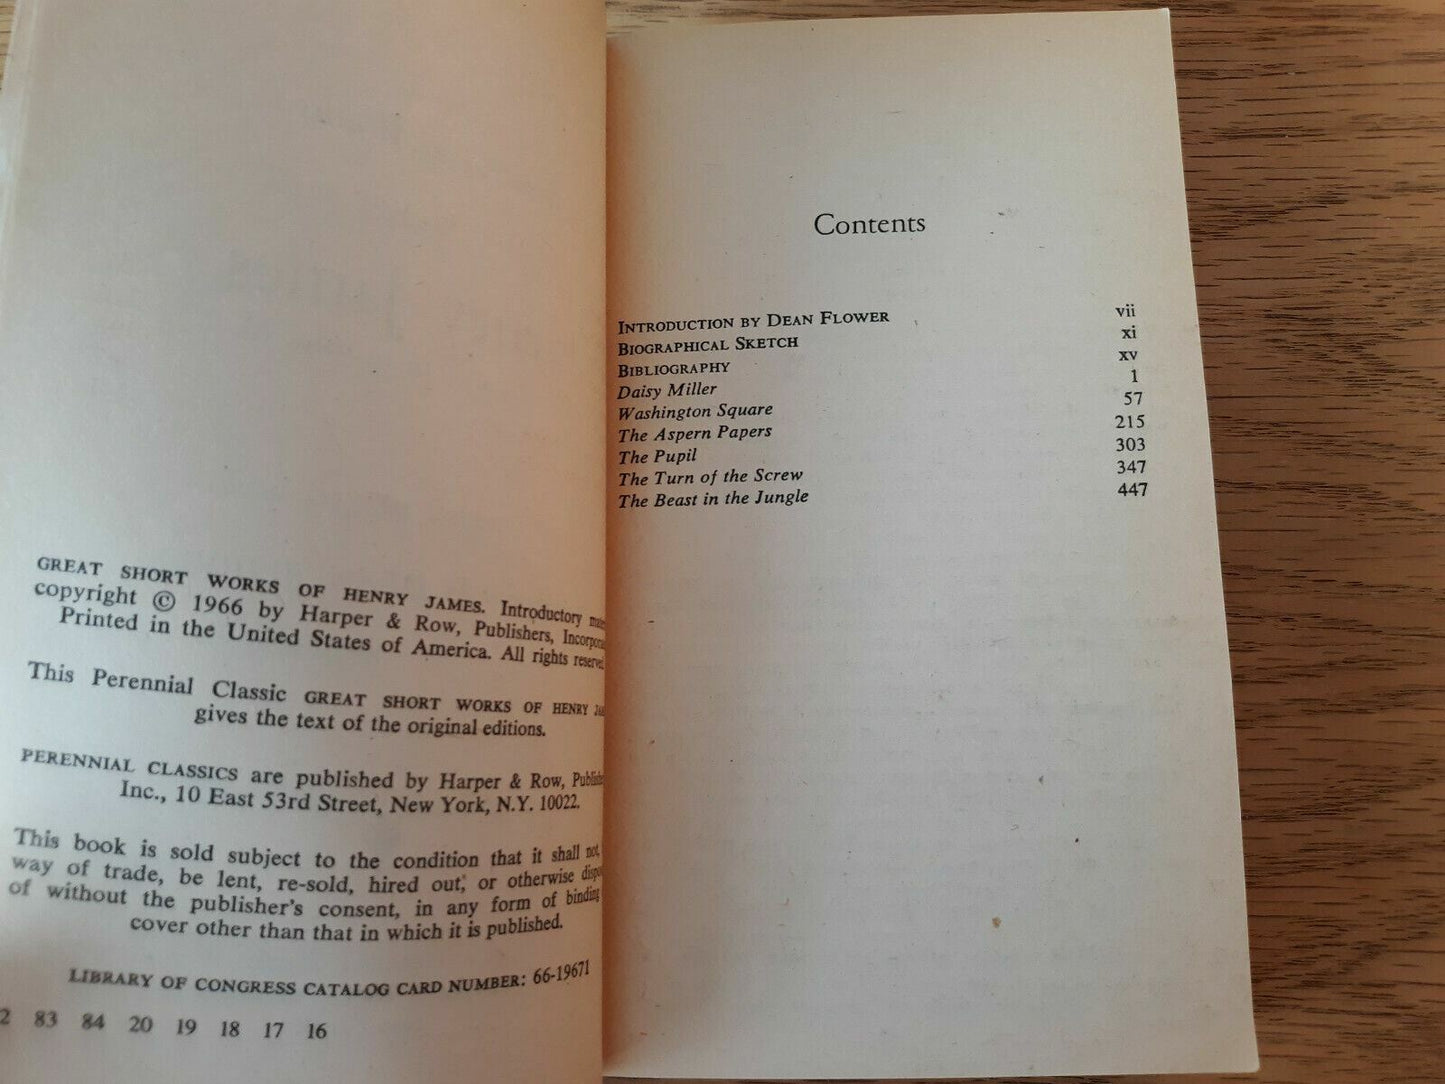 GREAT SHORT WORKS OF HENRY JAMES. Introductory
copyright © 1966 by Harper & Row, Publishers,
Printed in the United States of America. All rights
This Perennial Classic GREAT SHORT WORKS OF HENRY
gives the text of the original editions.
PERENNIAL CLASSICS are published by Harper & Row,
Inc., 10 East 53rd Street, New York, N.Y. 10022.
This book is sold subject to the condition that it shall not,
way of trade, be lent, re-sold, hired out, or otherwise
of without the publisher's consent, in any form of binding
cover other than that in which it is published.
LIBRARY OF CONGRESS CATALOG CARD NUMBER: 66-19671
2 83 84 20 19 18 17 16
Contents
INTRODUCTION BY DEAN FLOWER vii
BIOGRAPHICAL SKETCH xi
BIBLIOGRAPHY xv
Daisy Miller 1
Washington Square 57
The Aspern Papers 215
The Pupil 303
The Turn of the Screw 347
The Beast in the Jungle 447